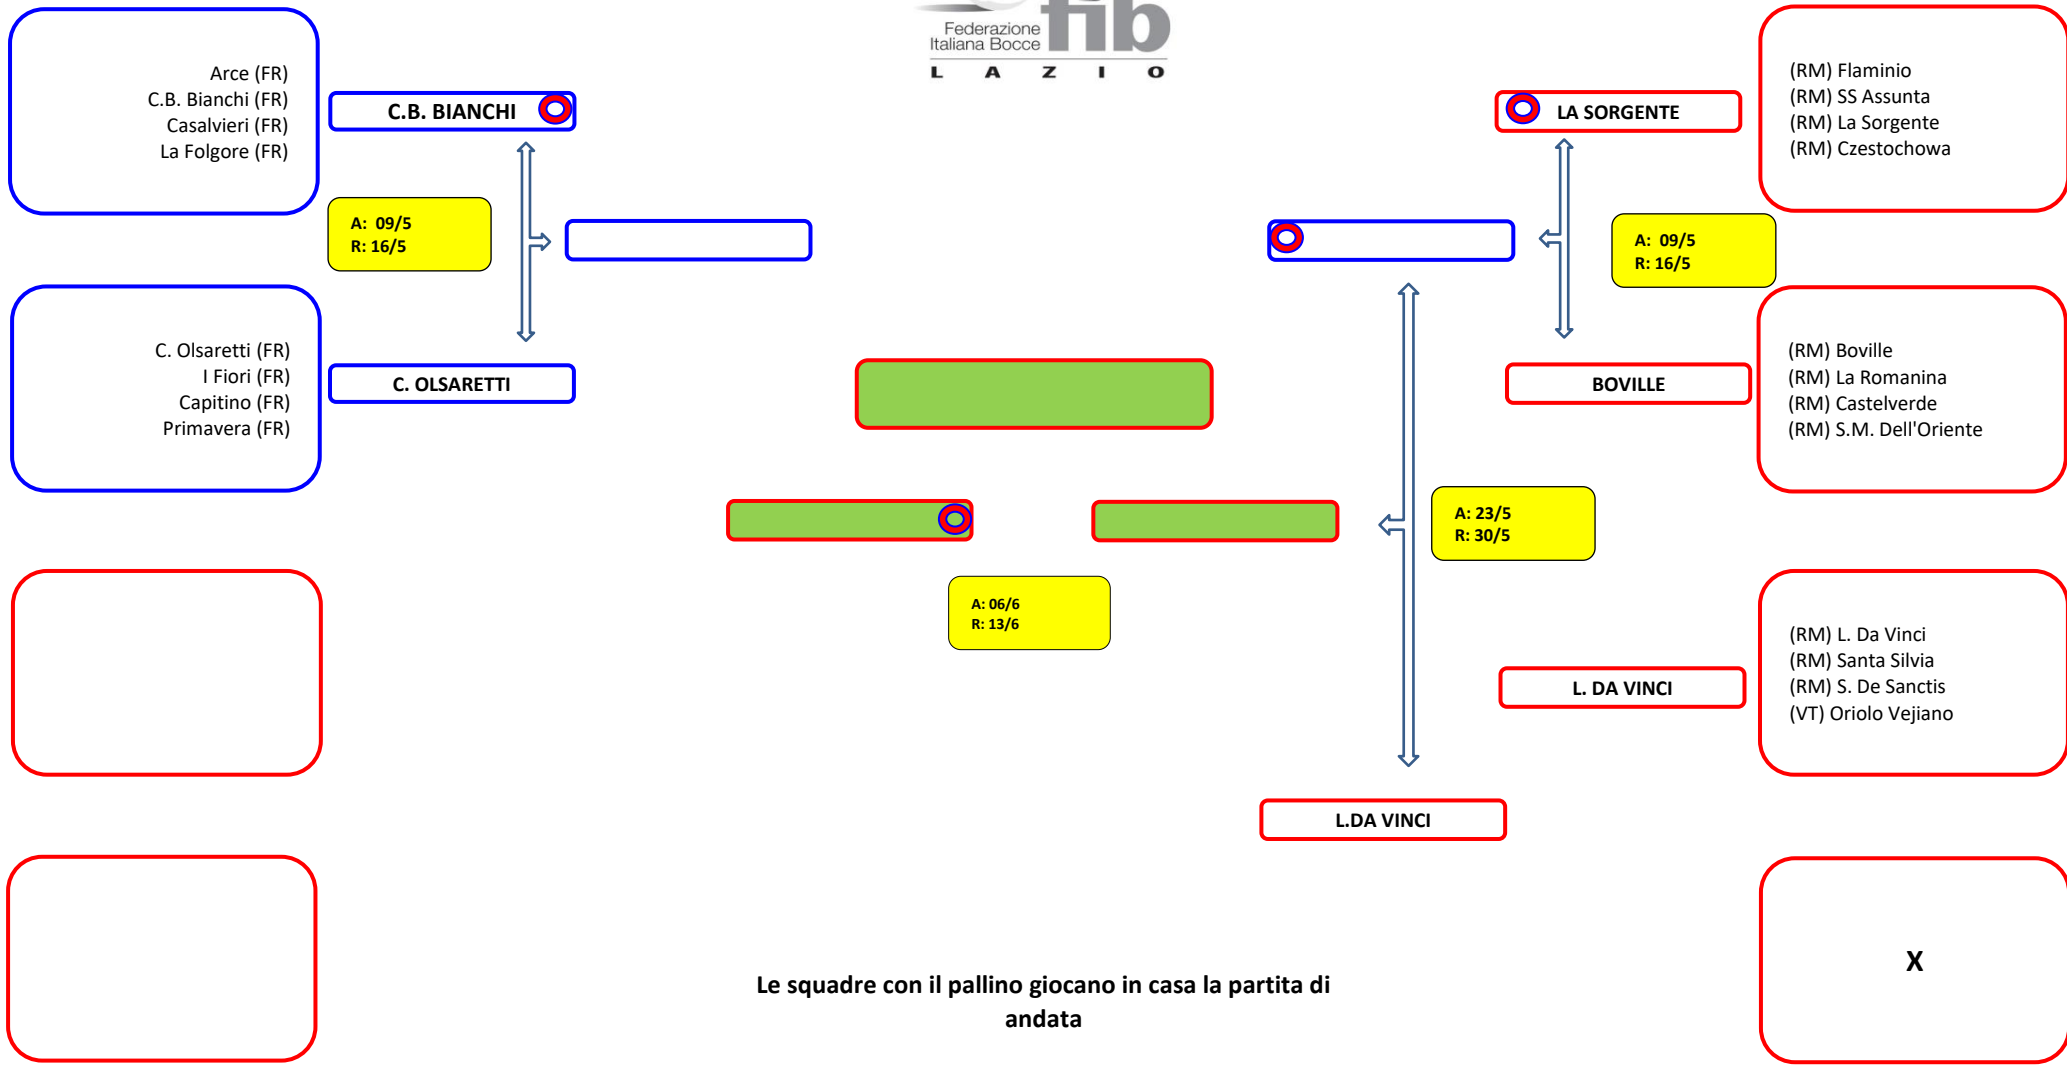 Federazione
Italiana Bocce
fib
L A Z I O
Arce (FR)
C.B. Bianchi (FR)
Casalvieri (FR)
La Folgore (FR)
C.B. BIANCHI
A: 09/5
R: 16/5
C. Olsaretti (FR)
I Fiori (FR)
Capitino (FR)
Primavera (FR)
C. OLSARETTI
LA SORGENTE
(RM) Flaminio
(RM) SS Assunta
(RM) La Sorgente
(RM) Czestochowa
A: 09/5
R: 16/5
BOVILLE
(RM) Boville
(RM) La Romanina
(RM) Castelverde
(RM) S.M. Dell'Oriente
A: 23/5
R: 30/5
A: 06/6
R: 13/6
L. DA VINCI
(RM) L. Da Vinci
(RM) Santa Silvia
(RM) S. De Sanctis
(VT) Oriolo Vejiano
L.DA VINCI
X
Le squadre con il pallino giocano in casa la partita di
andata